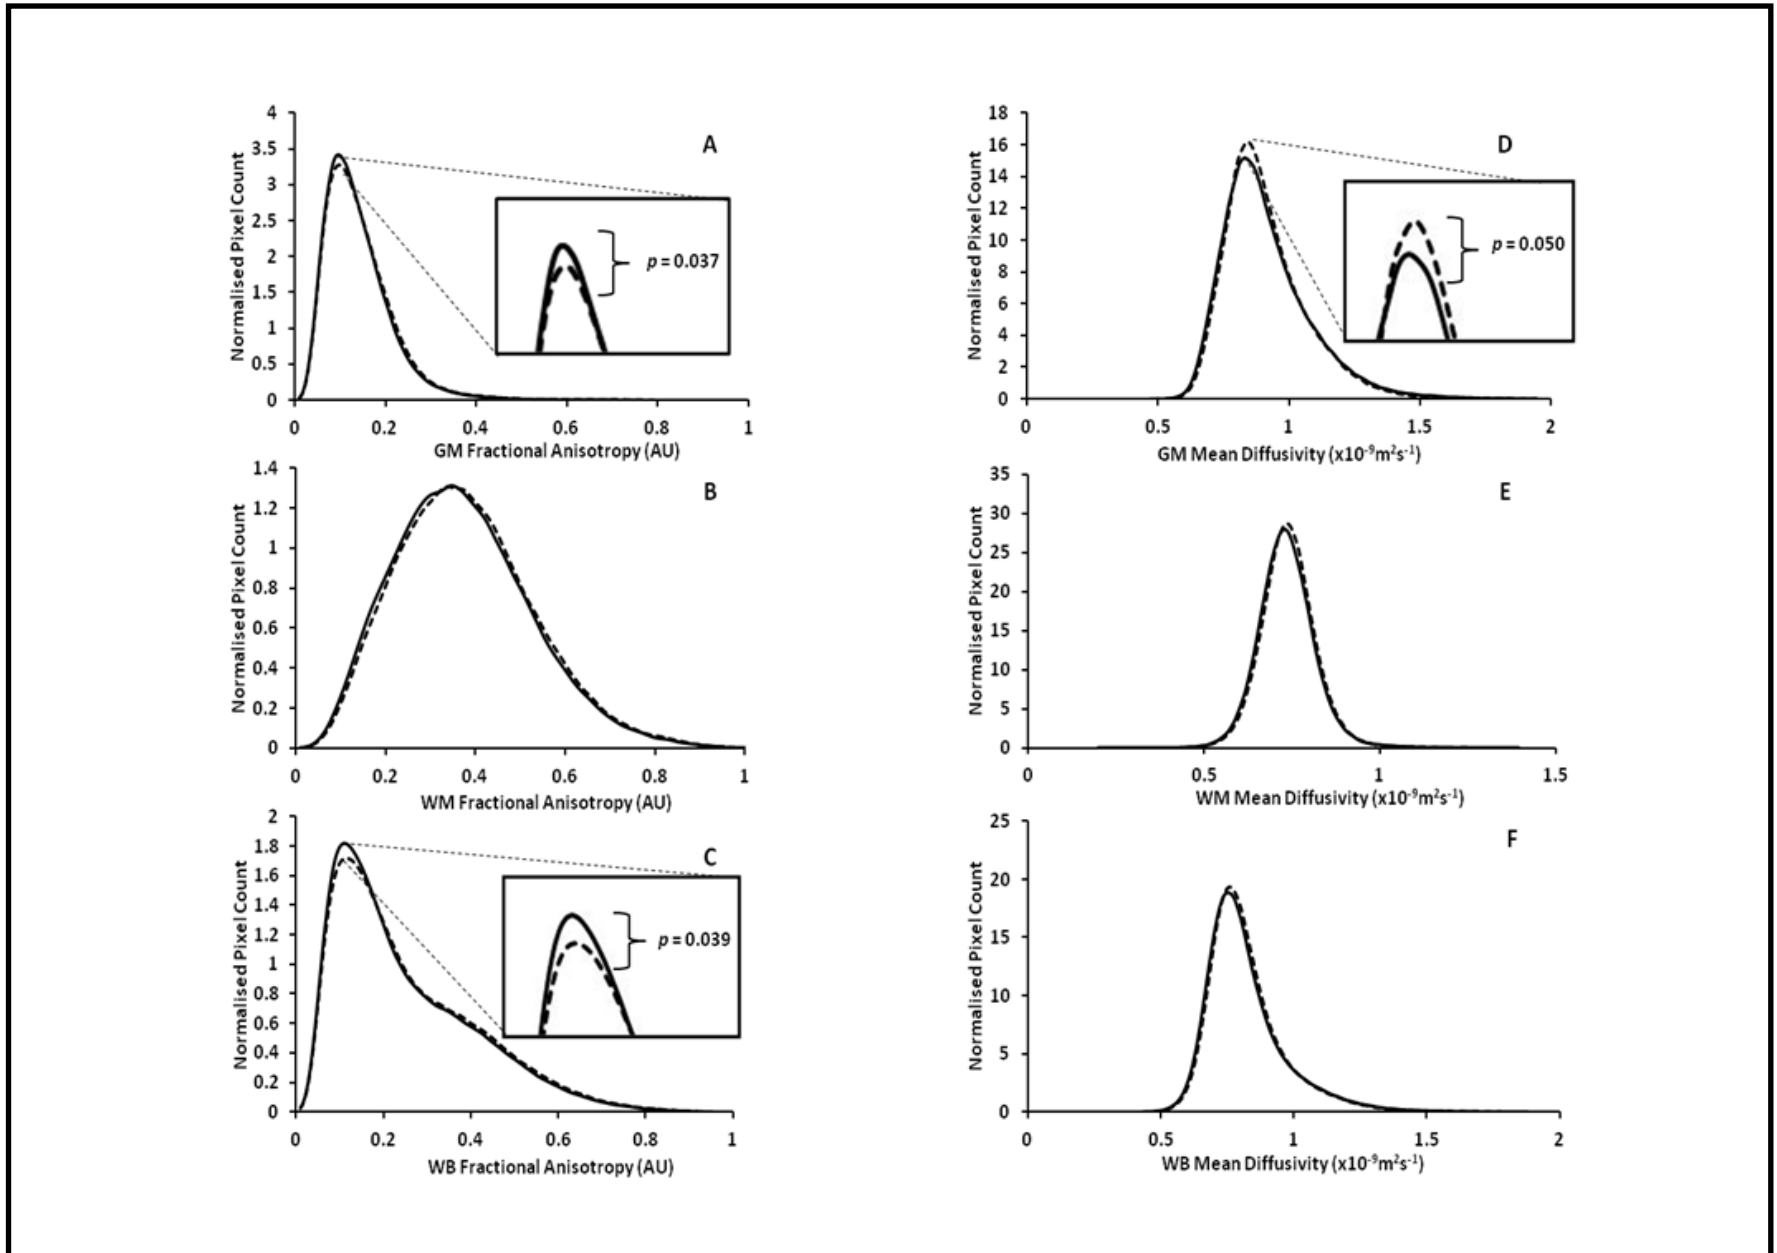 A
Normalised Pixel Count
4
3.5
3
2.5
2
1.5
1
0.5
0
p = 0.037
0 0.2 0.4 0.6 0.8 1
GM Fractional Anisotropy (AU)
B
Normalised Pixel Count
1.4
1.2
1
0.8
0.6
0.4
0.2
0
0 0.2 0.4 0.6 0.8 1
WM Fractional Anisotropy (AU)
C
Normalised Pixel Count
2
1.8
1.6
1.4
1.2
1
0.8
0.6
0.4
0.2
0
p = 0.039
0 0.2 0.4 0.6 0.8 1
WB Fractional Anisotropy (AU)
D
Normalised Pixel Count
18
16
14
12
10
8
6
4
2
0
p = 0.050
0 0.5 1 1.5 2
GM Mean Diffusivity (x10⁻⁹m²s⁻¹)
E
Normalised Pixel Count
35
30
25
20
15
10
5
0
0 0.5 1 1.5
WM Mean Diffusivity (x10⁻⁹m²s⁻¹)
F
Normalised Pixel Count
25
20
15
10
5
0
0 0.5 1 1.5 2
WB Mean Diffusivity (x10⁻⁹m²s⁻¹)